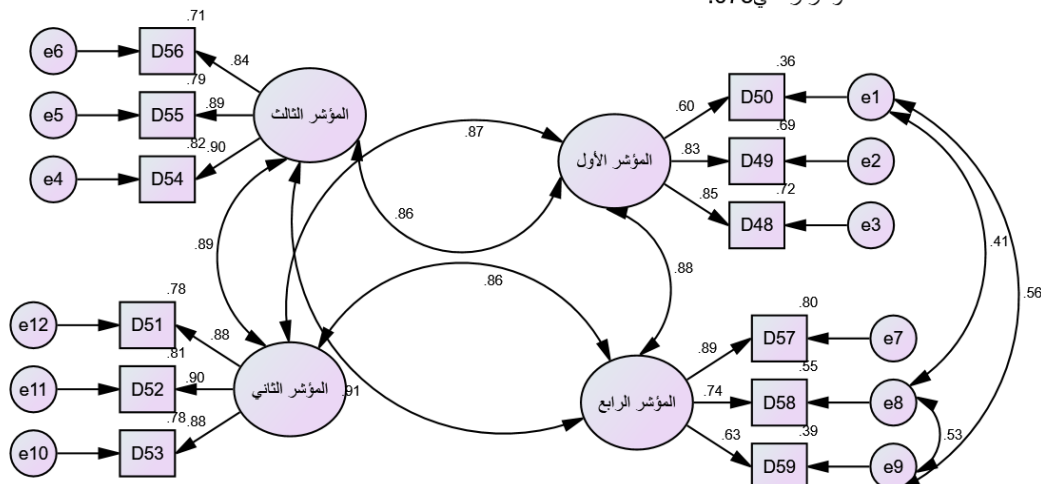 .71
e6 D56 .84
.79
e5 D55 .89 المؤشر الثالث
.82 .90
e4 D54
.87
.86
.89
.86
.88
.91
.36
.60 D50 e1
.69
المؤشر الأول .83 D49 e2
.72
.85 D48 e3
.41
.56
.78
e12 D51 .88
.81
e11 D52 .90 المؤشر الثاني
.78 .88
e10 D53
.80
.89 D57 e7
.55
المؤشر الرابع .74 D58 e8
.39
.63 D59 e9
.53